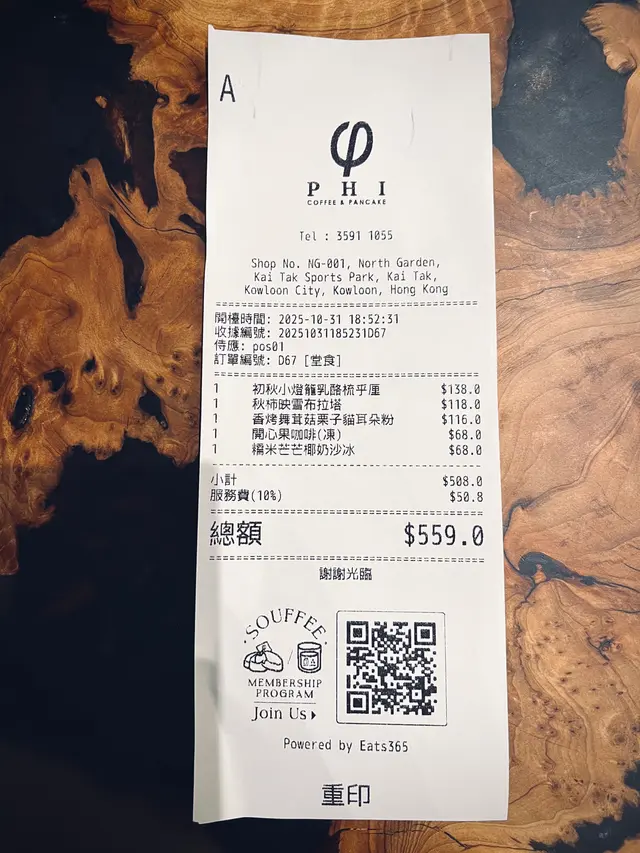 A
φ
PHI
COFFEE & PANCAKE
Tel : 3591 1055
Shop No. NG-001, North Garden,
Kai Tak Sports Park, Kai Tak,
Kowloon City, Kowloon, Hong Kong
開檯時間: 2025-10-31 18:52:31
收據編號: 20251031185231D67
侍應: pos01
訂單編號: D67 [堂食]
1 初秋小燈籠乳酪梳乎厘 $138.0
1 秋柿映雪布拉塔 $118.0
1 香烤舞茸菇栗子貓耳朵粉 $116.0
1 開心果咖啡(凍) $68.0
1 糯米芒芒椰奶沙冰 $68.0
小計 $508.0
服務費(10%) $50.8
總額 $559.0
謝謝光臨
SOUFFEE
MEMBERSHIP
PROGRAM
Join Us
Powered by Eats365
重印